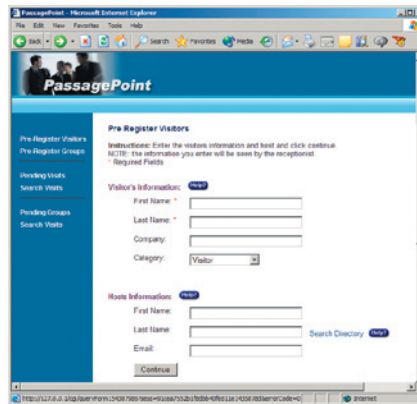 PassagePoint - Microsoft Internet Explorer
File Edit View Favorites Tools Help
Back Search Favorites Media
PassagePoint
Pre-Register Visitors
Pre-Register Groups
Pending Visits
Search Visits
Pending Groups
Search Visits
Pre Register Visitors
Instructions: Enter the visitors information and host and click continue.
NOTE: the information you enter will be seen by the receptionist.
* Required Fields
Visitor's Information: Help?
First Name: *
Last Name: *
Company:
Category: Visitor
Hosts Information: Help?
First Name:
Last Name: Search Directory Help?
Email:
Continue
Internet